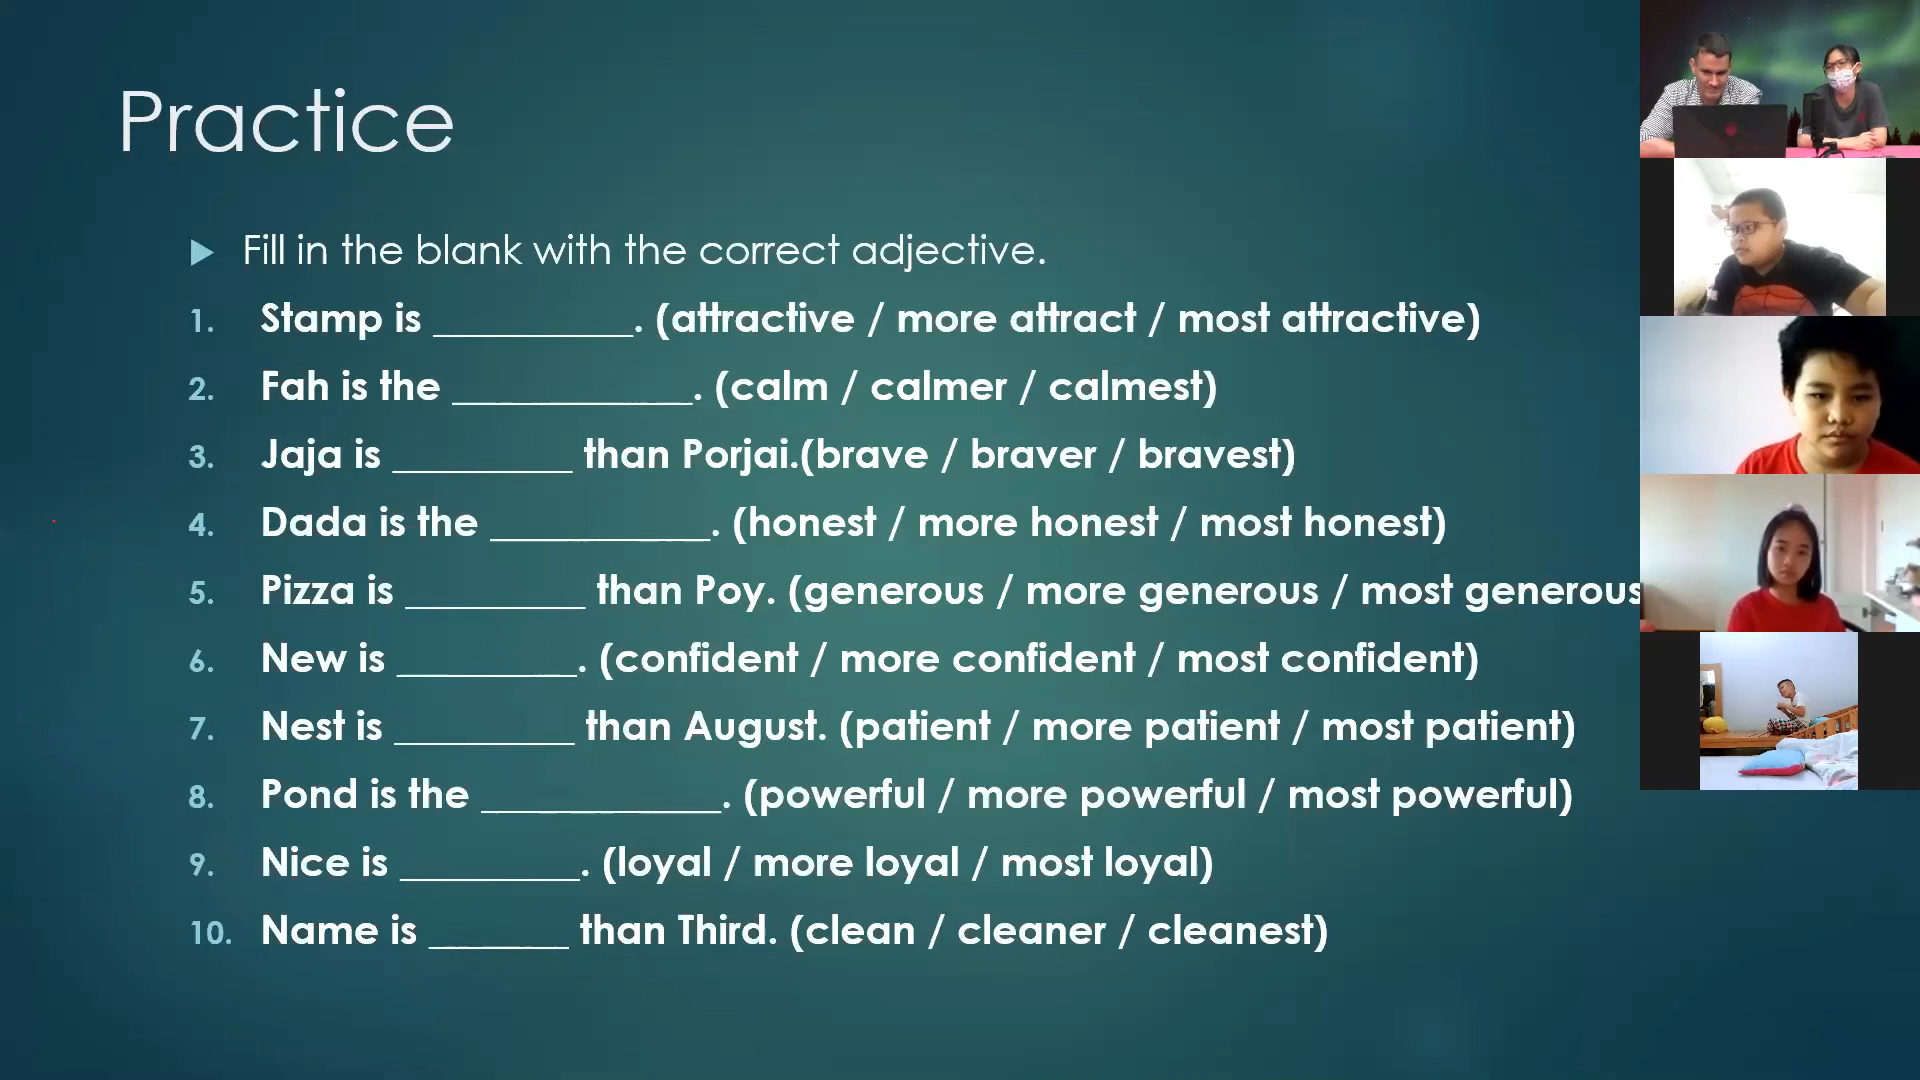 Practice
Fill in the blank with the correct adjective.
1. Stamp is __________. (attractive / more attract / most attractive)
2. Fah is the ____________. (calm / calmer / calmest)
3. Jaja is _________ than Porjai.(brave / braver / bravest)
4. Dada is the ___________. (honest / more honest / most honest)
5. Pizza is _________ than Poy. (generous / more generous / most generous
6. New is _________. (confident / more confident / most confident)
7. Nest is _________ than August. (patient / more patient / most patient)
8. Pond is the ____________. (powerful / more powerful / most powerful)
9. Nice is _________. (loyal / more loyal / most loyal)
10. Name is _______ than Third. (clean / cleaner / cleanest)